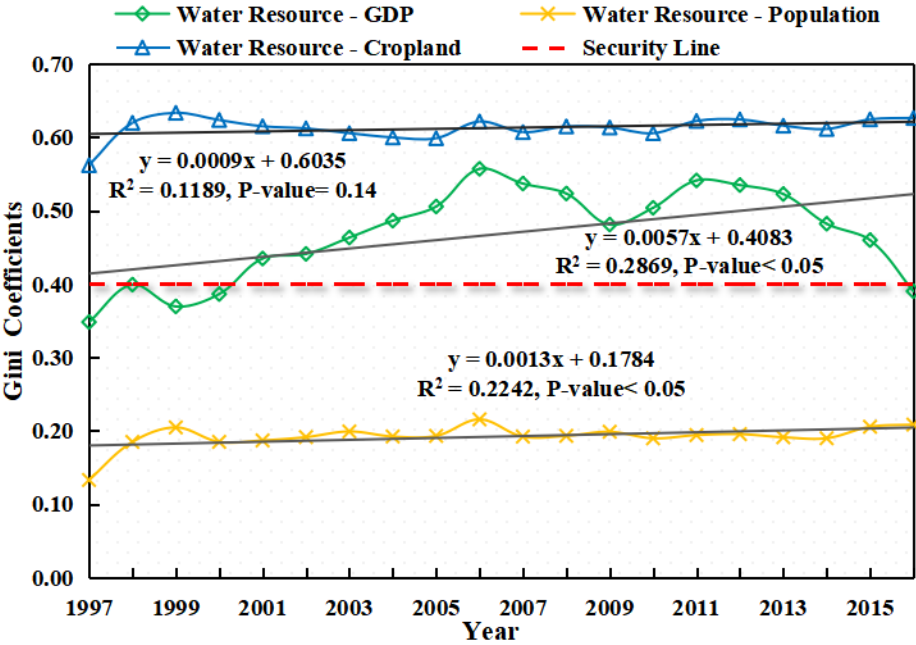 Water Resource - GDP
Water Resource - Population
Water Resource - Cropland
Security Line
0.70
0.60
0.50
0.40
0.30
0.20
0.10
0.00
Gini Coefficients
y = 0.0009x + 0.6035
R² = 0.1189, P-value= 0.14
y = 0.0057x + 0.4083
R² = 0.2869, P-value< 0.05
y = 0.0013x + 0.1784
R² = 0.2242, P-value< 0.05
1997 1999 2001 2003 2005 2007 2009 2011 2013 2015
Year